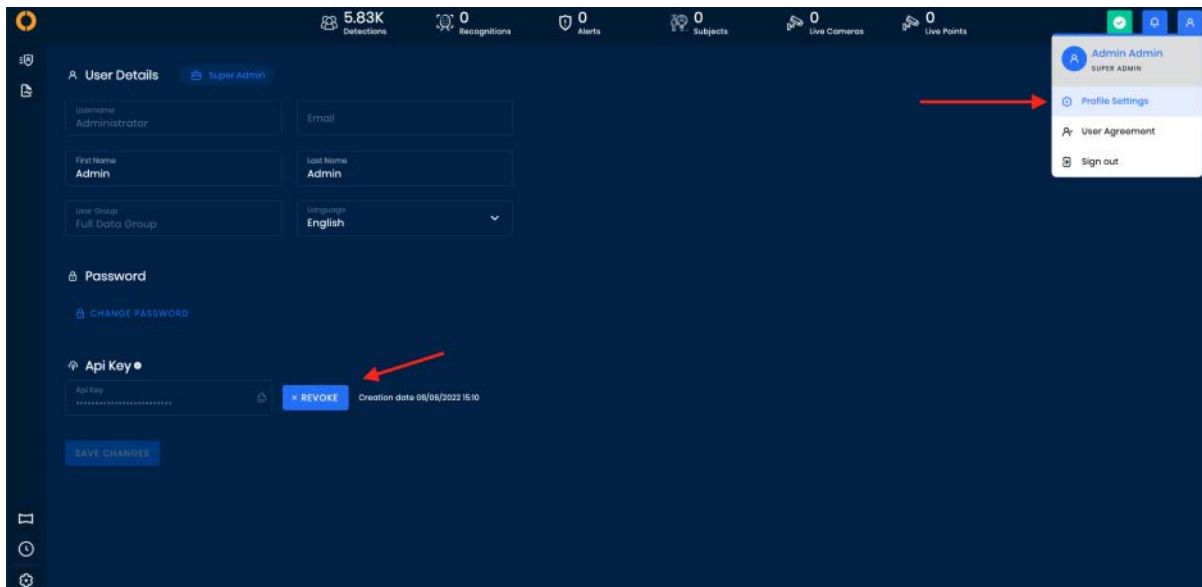 5.83K
Detections
0
Recognitions
0
Alerts
0
Subjects
0
Live Cameras
0
Live Points
Admin Admin
SUPER ADMIN
Profile Settings
User Agreement
Sign out
User Details
Super Admin
Username
Administrator
Email
First Name
Admin
Last Name
Admin
User Group
Full Data Group
Language
English
Password
CHANGE PASSWORD
Api Key
Api Key
× REVOKE
Creation date 08/08/2022 15:10
SAVE CHANGES